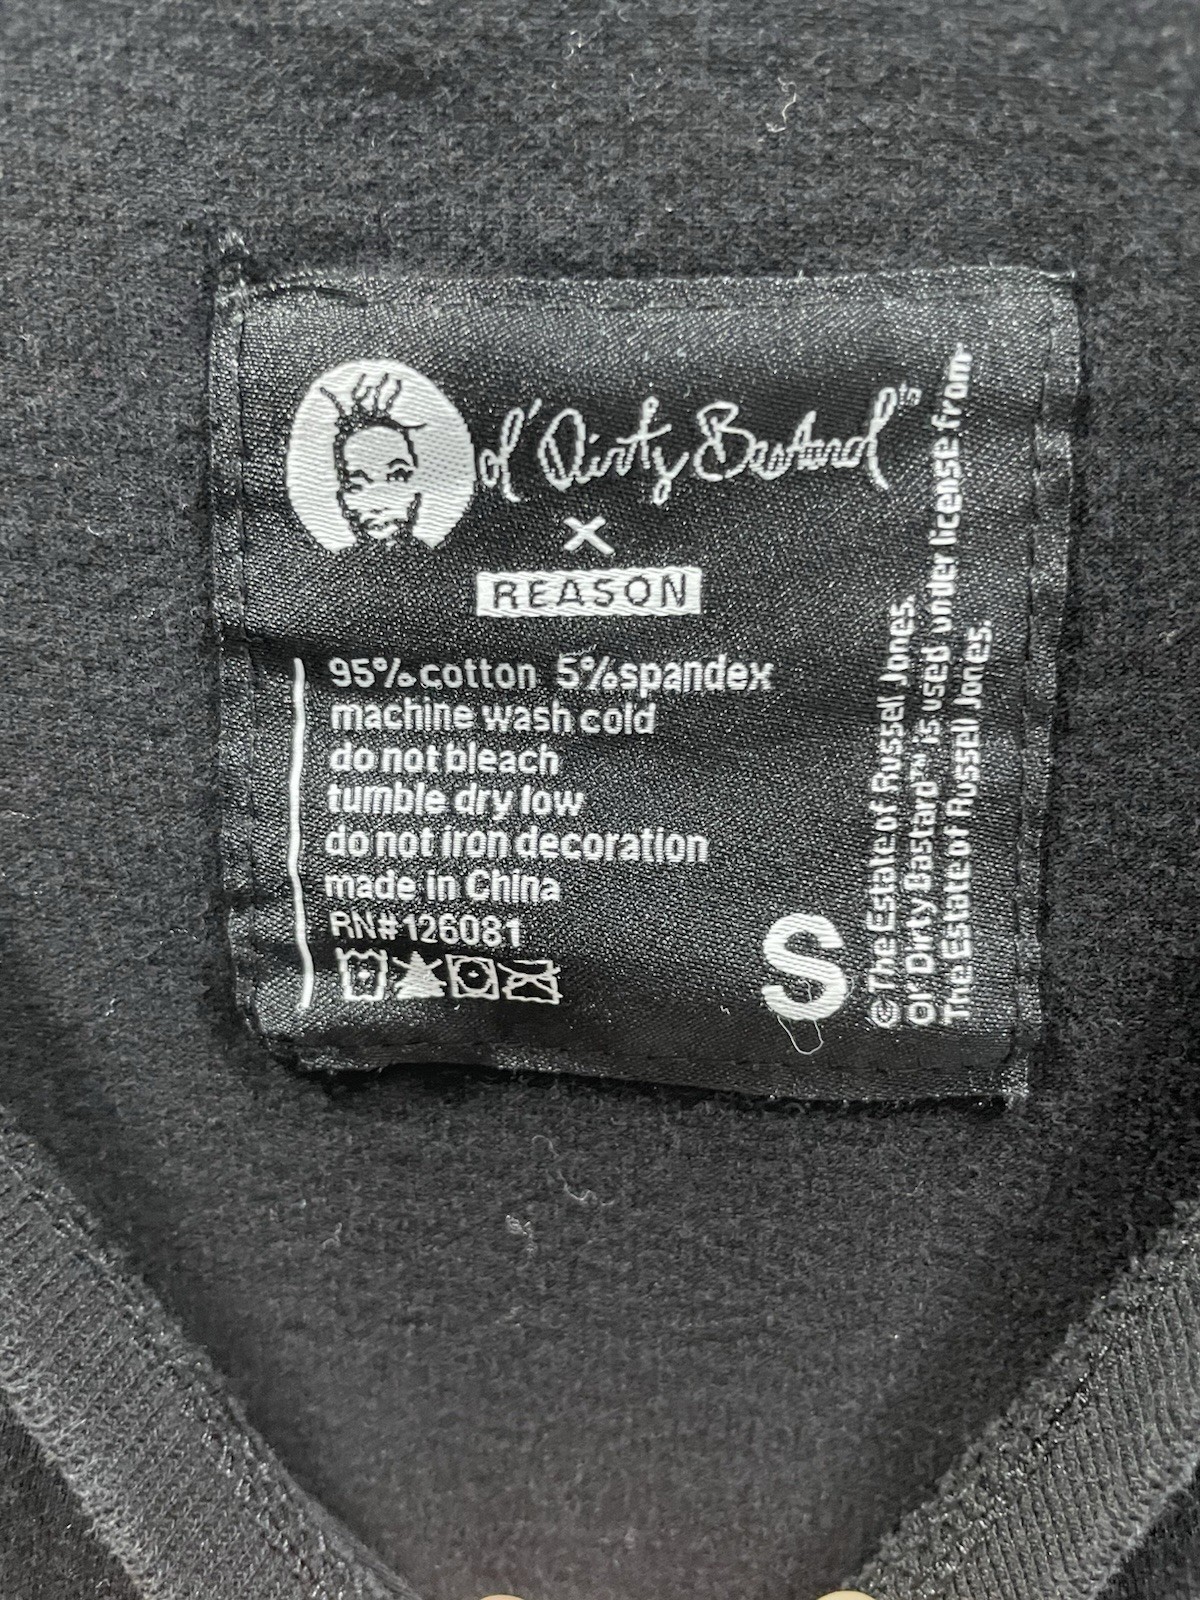 ol' Dirty Bastard's
×
REASON
95% cotton 5% spandex
machine wash cold
do not bleach
tumble dry low
do not iron decoration
made in China
RN#126081
S
© The Estate of Russell Jones.
Ol' Dirty Bastard™ is used under license from
The Estate of Russell Jones.